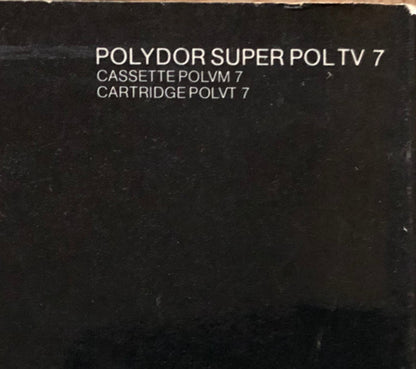 POLYDOR SUPER POLTV 7
CASSETTE POLVM 7
CARTRIDGE POLVT 7